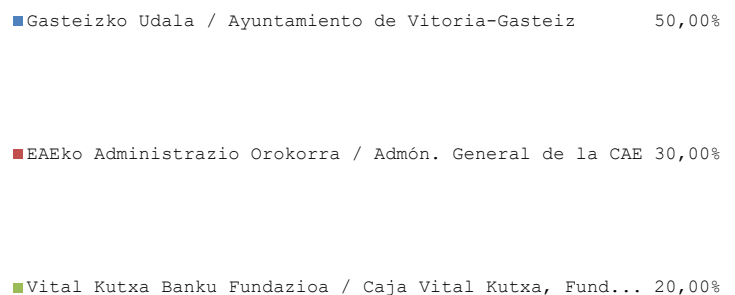 Gasteizko Udala / Ayuntamiento de Vitoria-Gasteiz 50,00%
EAEko Administrazio Orokorra / Admón. General de la CAE 30,00%
Vital Kutxa Banku Fundazioa / Caja Vital Kutxa, Fund... 20,00%